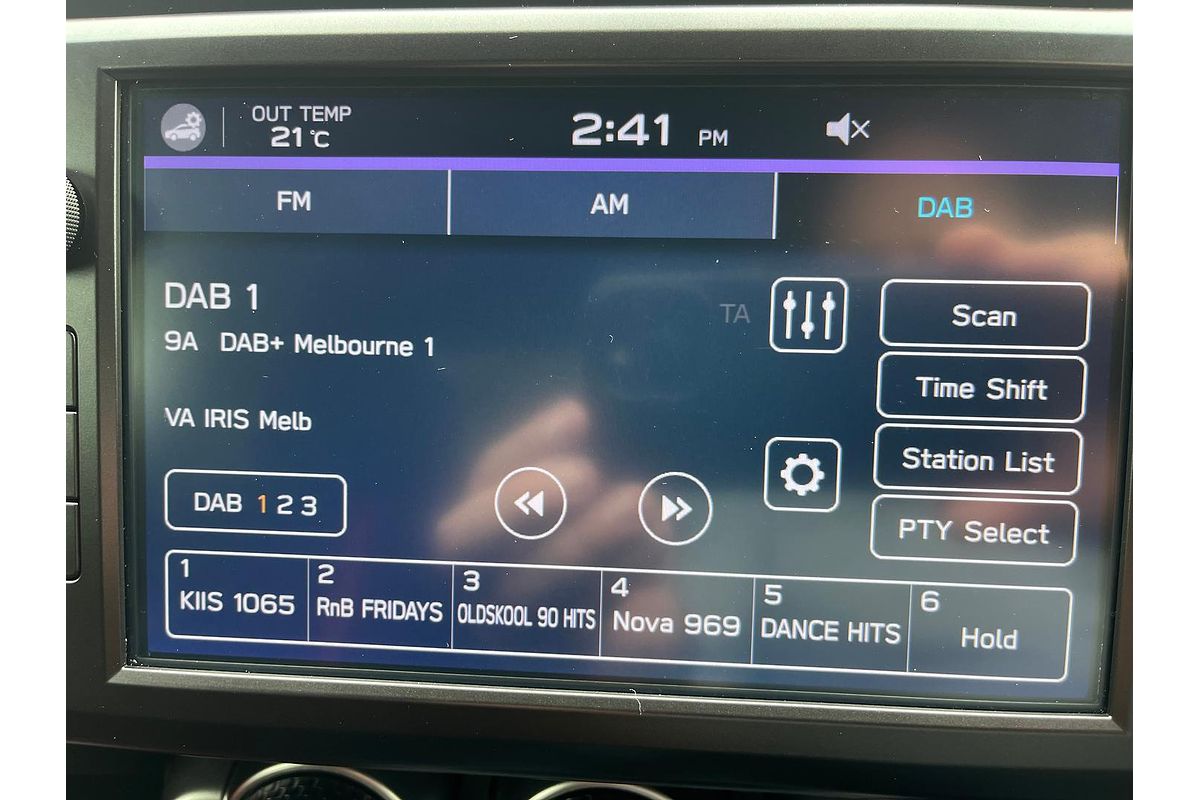 OUT TEMP
21°C
2:41 PM
FM AM DAB
DAB 1
TA
Scan
9A DAB+ Melbourne 1
Time Shift
VA IRIS Melb
Station List
DAB 1 2 3
PTY Select
1 KIIS 1065
2 RnB FRIDAYS
3 OLDSKOOL 90 HITS
4 Nova 969
5 DANCE HITS
6 Hold